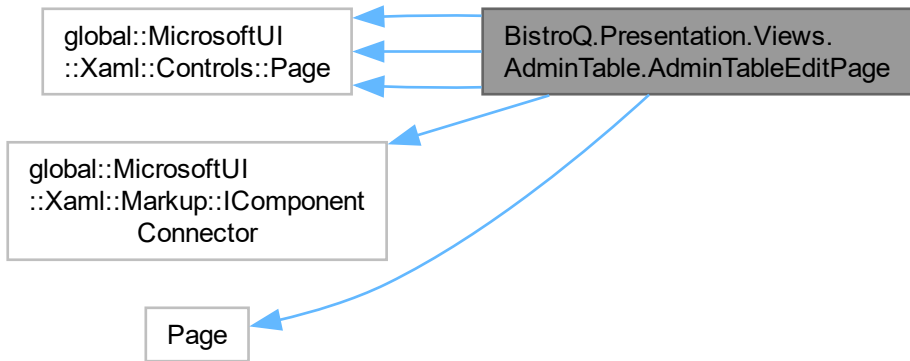 global::MicrosoftUI
::Xaml::Controls::Page
BistroQ.Presentation.Views.
AdminTable.AdminTableEditPage
global::MicrosoftUI
::Xaml::Markup::IComponent
Connector
Page